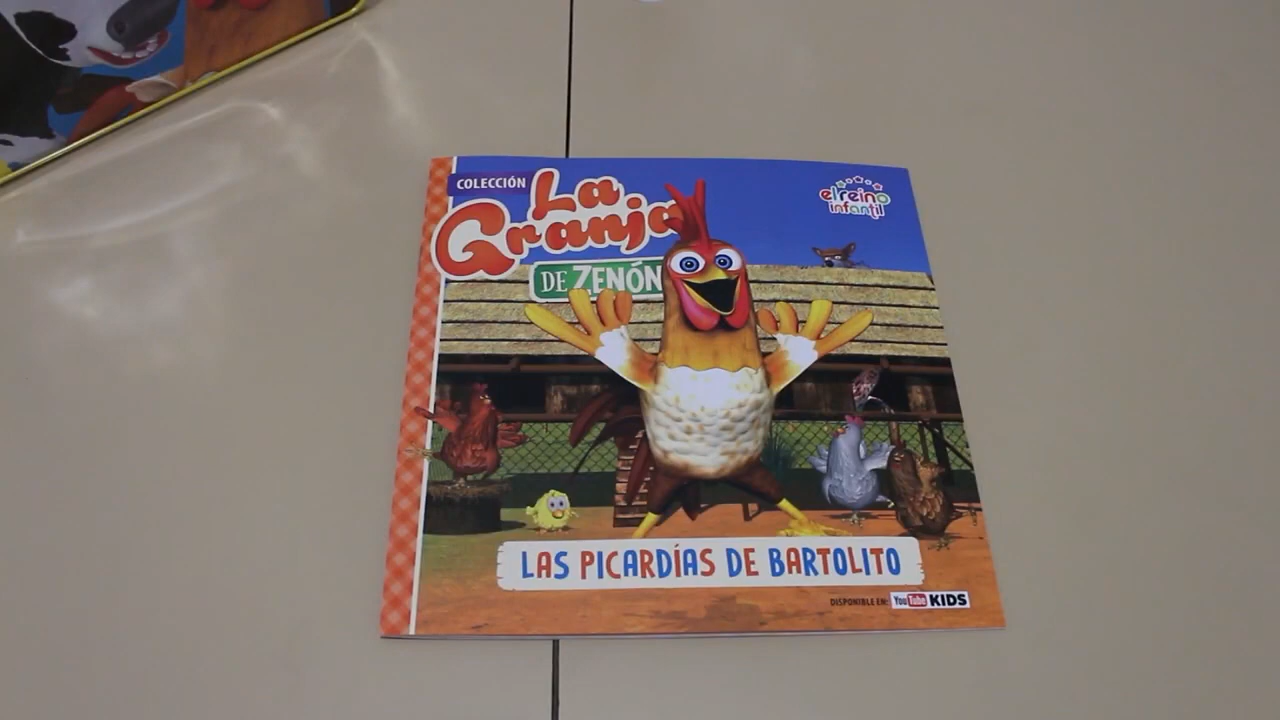 COLECCIÓN
La
Granja
DE ZENÓN
el reino
infantil
LAS PICARDÍAS DE BARTOLITO
DISPONIBLE EN: YouTube KIDS